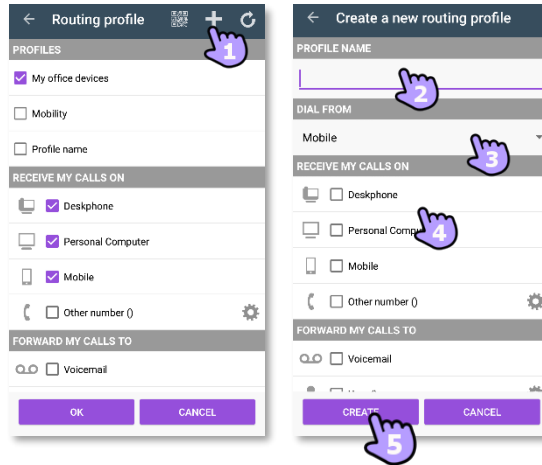 Routing profile
1
PROFILES
My office devices
Mobility
Profile name
RECEIVE MY CALLS ON
Deskphone
Personal Computer
Mobile
Other number ()
FORWARD MY CALLS TO
Voicemail
OK
CANCEL
Create a new routing profile
PROFILE NAME
2
DIAL FROM
Mobile
3
RECEIVE MY CALLS ON
Deskphone
Personal Compu
4
Mobile
Other number ()
FORWARD MY CALLS TO
Voicemail
CREATE
CANCEL
5